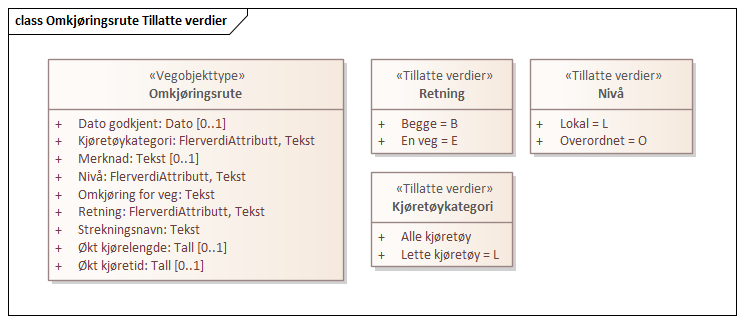 class Omkjøringsrute Tillatte verdier
«Vegobjekttype»
Omkjøringsrute
+ Dato godkjent: Dato [0..1]
+ Kjøretøykategori: FlerverdiAttributt, Tekst
+ Merknad: Tekst [0..1]
+ Nivå: FlerverdiAttributt, Tekst
+ Omkjøring for veg: Tekst
+ Retning: FlerverdiAttributt, Tekst
+ Strekningsnavn: Tekst
+ Økt kjørelengde: Tall [0..1]
+ Økt kjøretid: Tall [0..1]
«Tillatte verdier»
Retning
+ Begge = B
+ En veg = E
«Tillatte verdier»
Nivå
+ Lokal = L
+ Overordnet = O
«Tillatte verdier»
Kjøretøykategori
+ Alle kjøretøy
+ Lette kjøretøy = L